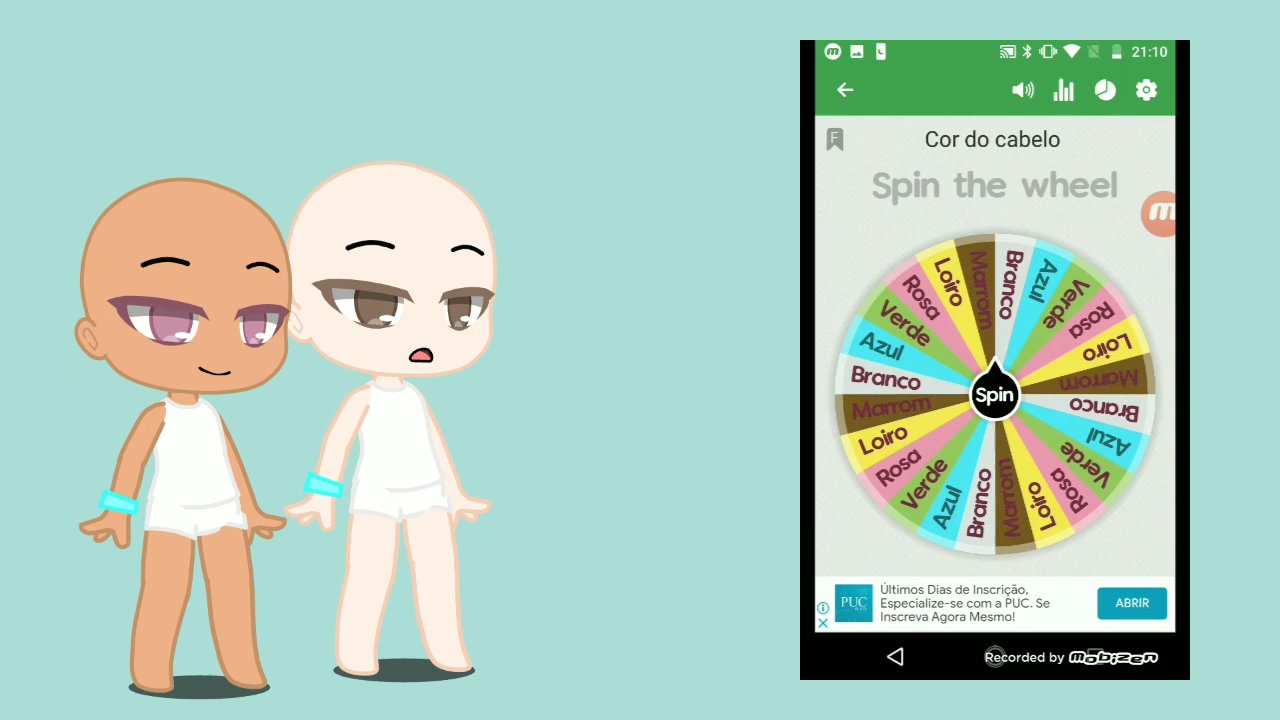 21:10
F
Cor do cabelo
Spin the wheel
Branco
Azul
Verde
Rosa
Loiro
Marrom
Branco
Azul
Verde
Rosa
Loiro
Marrom
Branco
Azul
Verde
Rosa
Loiro
Marrom
Branco
Azul
Verde
Rosa
Loiro
Marrom
Spin
PUC
RIO
Últimos Dias de Inscrição,
Especialize-se com a PUC. Se
Inscreva Agora Mesmo!
ABRIR
Recorded by mobizen